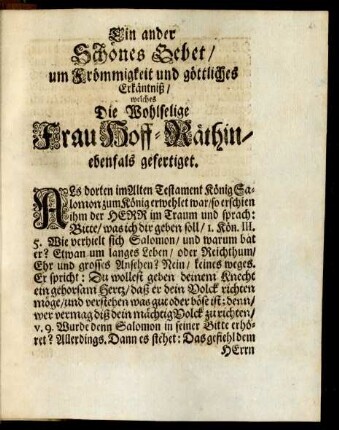 Ein ander
Schönes Gebet /
um Frömmigkeit und göttliches
Erkäntniß /
welches
Die Wohlselige
Frau Hoff-Räthin /
ebenfals gefertiget.
ALs dorten im Alten Testament König Sa-
lomon zum König erwehlet war / so erschien
ihm der HERR im Traum und sprach:
Bitte / was ich dir geben soll / 1. Kön. III.
5. Wie verhielt sich Salomon / und warum bat
er? Etwan um langes Leben / oder Reichthum /
Ehr und grosses Ansehen? Nein / keines weges.
Er spricht: Du wollest geben deinem Knecht
ein gehorsam Hertz / daß er dein Volck richten
möge / und verstehen was gut oder böse ist: denn /
wer vermag diß dein mächtig Volck zu richten /
v. 9. Wurde denn Salomon in seiner Bitte erhö-
ret? Allerdings. Dann es stehet: Das gefiehl dem
HErrn